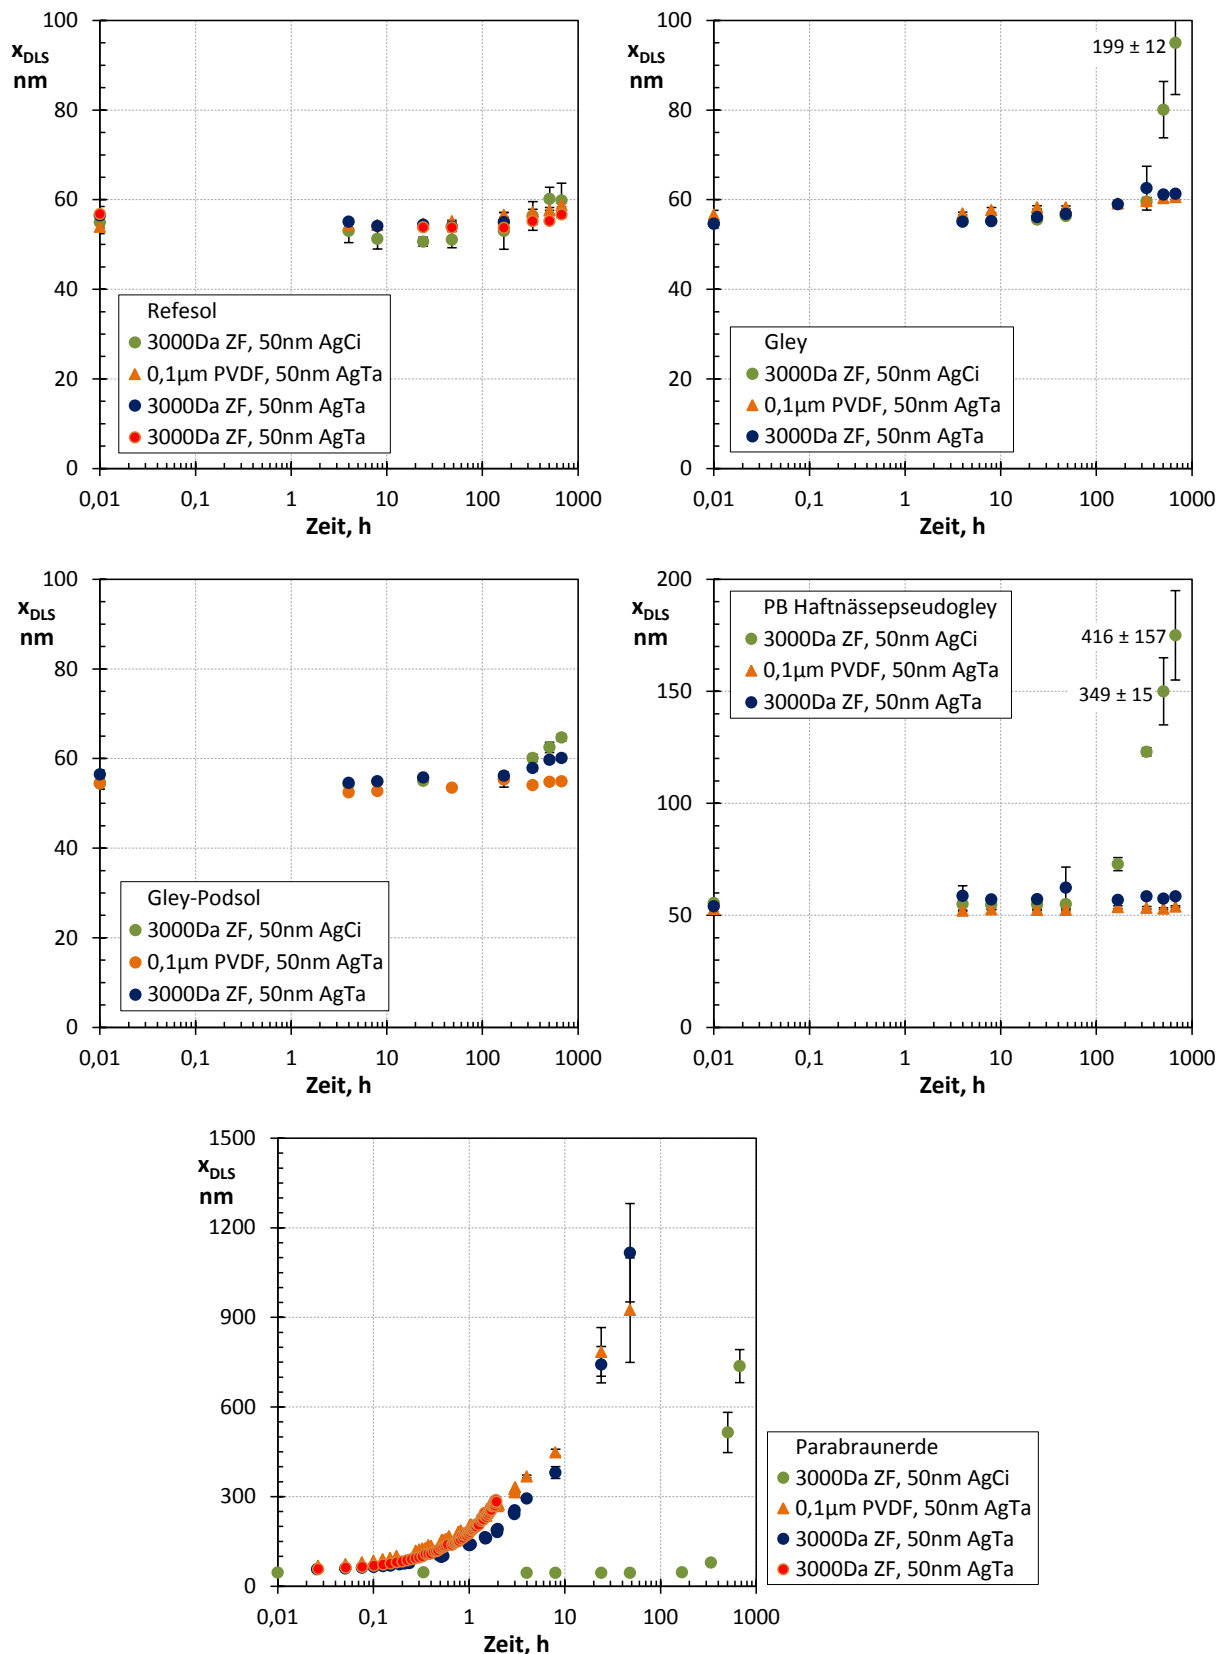 100
80
60
40
20
0
x_DLS
nm
0,01
0,1
1
10
100
1000
Zeit, h
Refesol
3000Da ZF, 50nm AgCi
0,1µm PVDF, 50nm AgTa
3000Da ZF, 50nm AgTa
3000Da ZF, 50nm AgTa
100
80
60
40
20
0
x_DLS
nm
199 ± 12
0,01
0,1
1
10
100
1000
Zeit, h
Gley
3000Da ZF, 50nm AgCi
0,1µm PVDF, 50nm AgTa
3000Da ZF, 50nm AgTa
100
80
60
40
20
0
x_DLS
nm
0,01
0,1
1
10
100
1000
Zeit, h
Gley-Podsol
3000Da ZF, 50nm AgCi
0,1µm PVDF, 50nm AgTa
3000Da ZF, 50nm AgTa
200
150
100
50
0
x_DLS
nm
PB Haftnässepseudogley
3000Da ZF, 50nm AgCi
0,1µm PVDF, 50nm AgTa
3000Da ZF, 50nm AgTa
416 ± 157
349 ± 15
0,01
0,1
1
10
100
1000
Zeit, h
1500
1200
900
600
300
0
x_DLS
nm
0,01
0,1
1
10
100
1000
Zeit, h
Parabraunerde
3000Da ZF, 50nm AgCi
0,1µm PVDF, 50nm AgTa
3000Da ZF, 50nm AgTa
3000Da ZF, 50nm AgTa